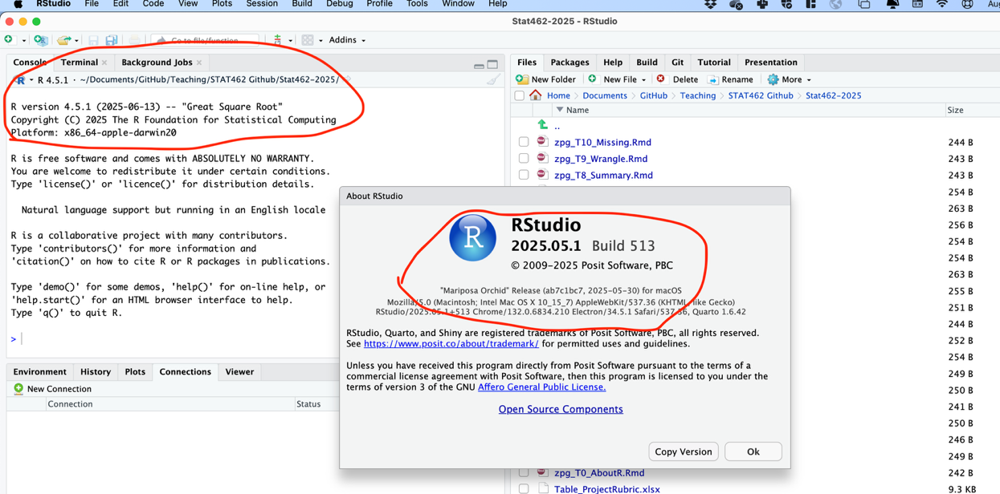 RStudio File Edit Code View Plots Session Build Debug Profile Tools Window Help
Stat462-2025 - RStudio
Go to file/function
Addins
Console Terminal Background Jobs
R 4.5.1 · ~/Documents/GitHub/Teaching/STAT462 Github/Stat462-2025/
R version 4.5.1 (2025-06-13) -- "Great Square Root"
Copyright (C) 2025 The R Foundation for Statistical Computing
Platform: x86_64-apple-darwin20
R is free software and comes with ABSOLUTELY NO WARRANTY.
You are welcome to redistribute it under certain conditions.
Type 'license()' or 'licence()' for distribution details.
Natural language support but running in an English locale
R is a collaborative project with many contributors.
Type 'contributors()' for more information and
'citation()' on how to cite R or R packages in publications.
Type 'demo()' for some demos, 'help()' for on-line help, or
'help.start()' for an HTML browser interface to help.
Type 'q()' to quit R.
>
Environment History Plots Connections Viewer
New Connection
Connection Status
Files Packages Help Build Git Tutorial Presentation
New Folder New File Delete Rename More
Home Documents GitHub Teaching STAT462 Github Stat462-2025
Name Size
..
zpg_T10_Missing.Rmd 244 B
zpg_T9_Wrangle.Rmd 243 B
zpg_T8_Summary.Rmd 243 B
254 B
263 B
256 B
254 B
254 B
263 B
255 B
251 B
244 B
252 B
254 B
249 B
250 B
241 B
250 B
246 B
249 B
zpg_T0_AboutR.Rmd 242 B
Table_ProjectRubric.xlsx 9.3 KB
About RStudio
R
RStudio
2025.05.1 Build 513
© 2009-2025 Posit Software, PBC
"Mariposa Orchid" Release (ab7c1bc7, 2025-05-30) for macOS
Mozilla/5.0 (Macintosh; Intel Mac OS X 10_15_7) AppleWebKit/537.36 (KHTML, like Gecko)
RStudio/2025.05.1+513 Chrome/132.0.6834.210 Electron/34.5.1 Safari/537.36, Quarto 1.6.42
RStudio, Quarto, and Shiny are registered trademarks of Posit Software, PBC, all rights reserved.
See https://www.posit.co/about/trademark/ for permitted uses and guidelines.
Unless you have received this program directly from Posit Software pursuant to the terms of a
commercial license agreement with Posit Software, then this program is licensed to you under the
terms of version 3 of the GNU Affero General Public License.
Open Source Components
Copy Version Ok